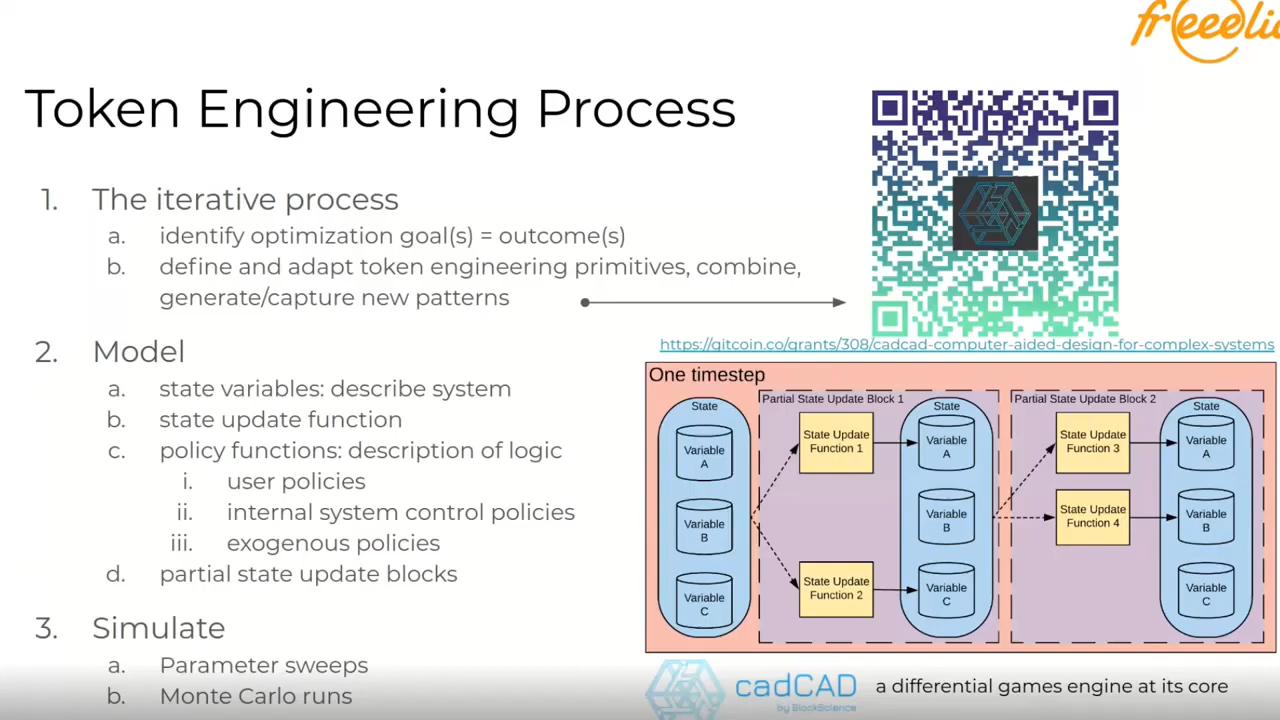 freeelio
Token Engineering Process
1. The iterative process
a. identify optimization goal(s) = outcome(s)
b. define and adapt token engineering primitives, combine,
generate/capture new patterns
2. Model
a. state variables: describe system
b. state update function
c. policy functions: description of logic
i. user policies
ii. internal system control policies
iii. exogenous policies
d. partial state update blocks
3. Simulate
a. Parameter sweeps
b. Monte Carlo runs
https://gitcoin.co/grants/308/cadcad-computer-aided-design-for-complex-systems
One timestep
State
Variable
A
Variable
B
Variable
C
Partial State Update Block 1
State Update
Function 1
State Update
Function 2
State
Variable
A
Variable
B
Variable
C
Partial State Update Block 2
State Update
Function 3
State Update
Function 4
State
Variable
A
Variable
B
Variable
C
cadCAD
by BlockScience
a differential games engine at its core